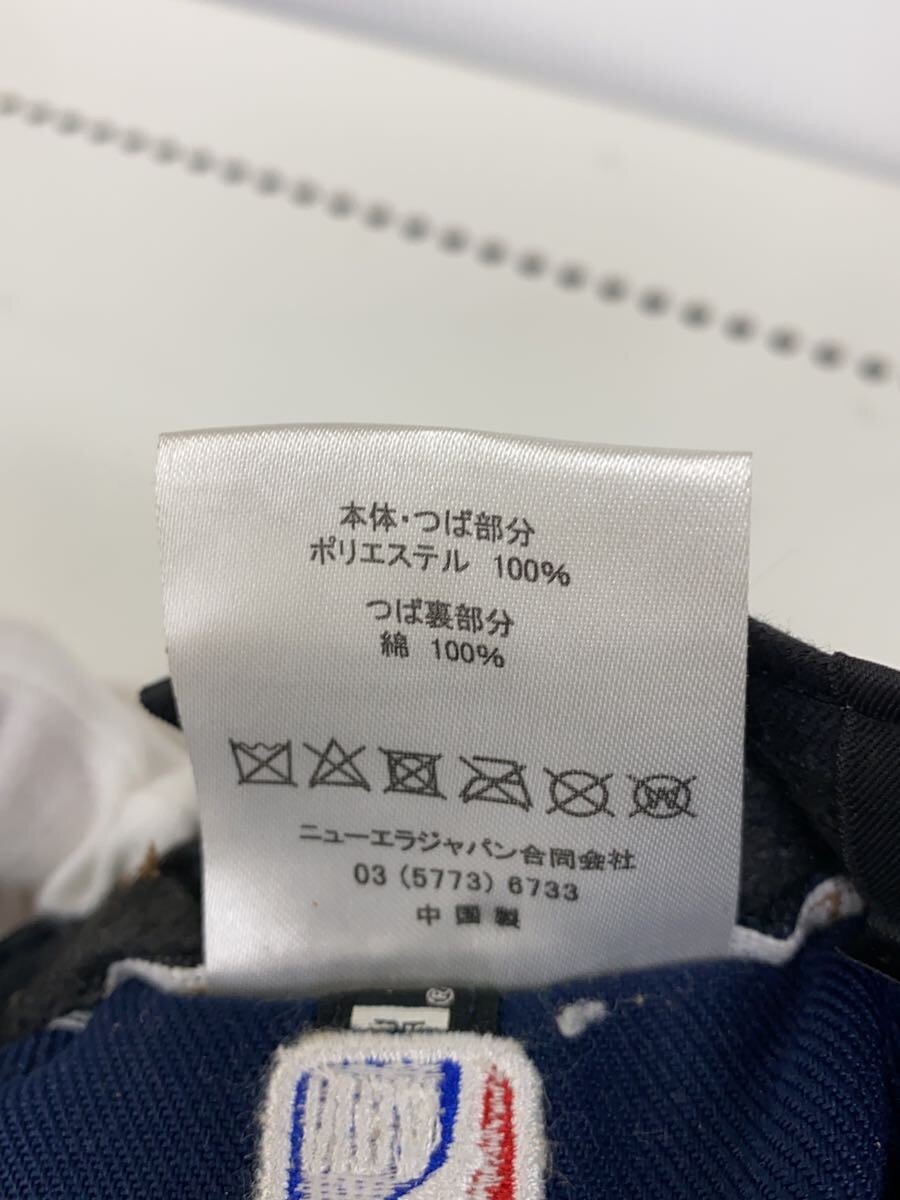 本体・つば部分
ポリエステル 100%
つば裏部分
綿 100%
ニューエラジャパン合同会社
03 (5773) 6733
中国製
®